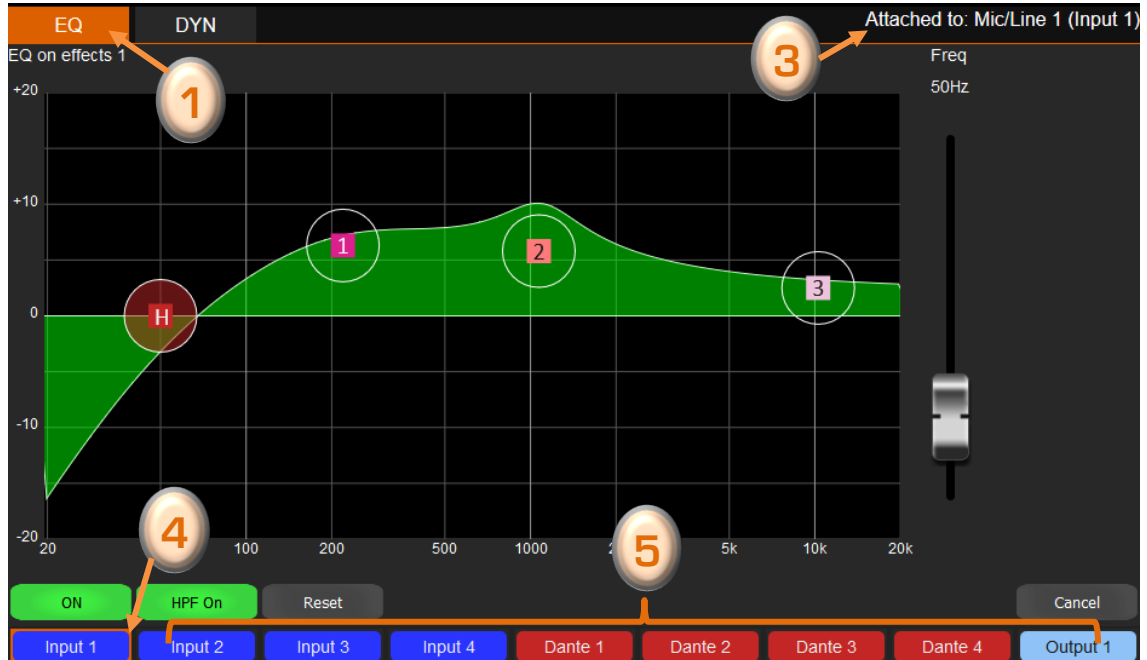 EQ DYN Attached to: Mic/Line 1 (Input 1)
3
EQ on effects 1 Freq
1 50Hz
+20
+10
1 2
3
0 H
-10
4
-20
5
20 100 200 500 1000 5k 10k 20k
ON HPF On Reset Cancel
Input 1 Input 2 Input 3 Input 4 Dante 1 Dante 2 Dante 3 Dante 4 Output 1